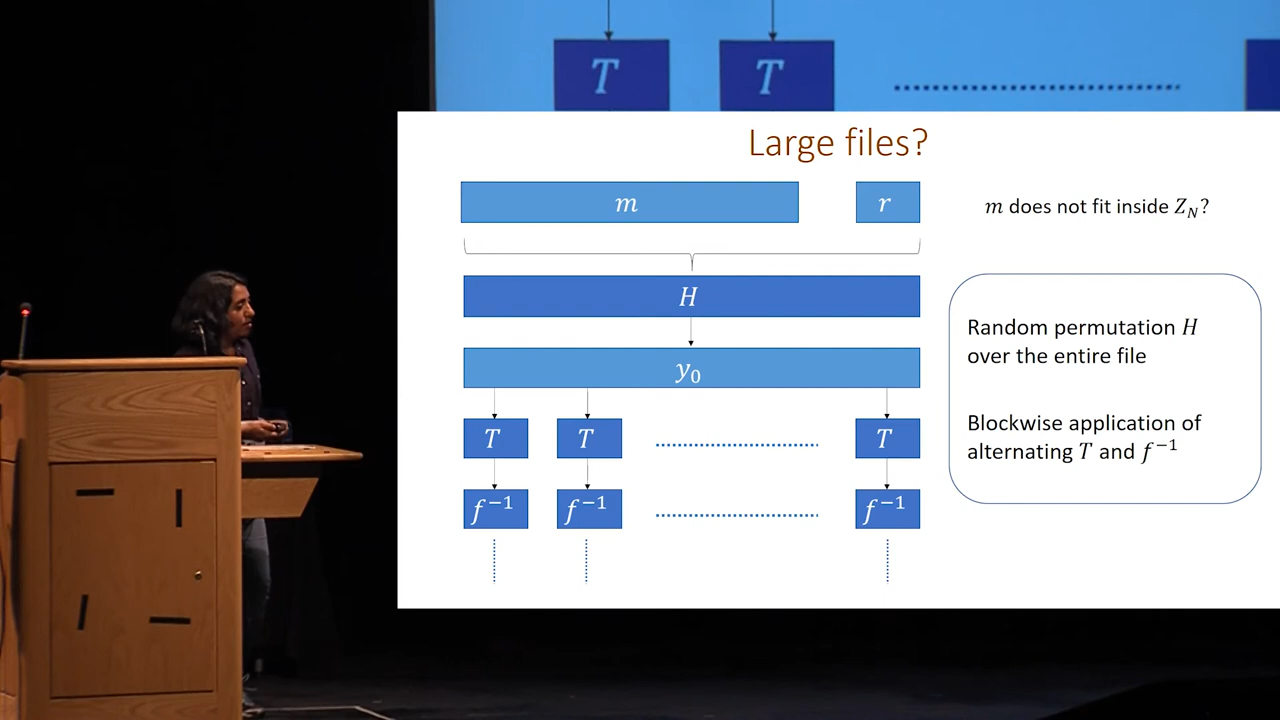 T T
Large files?
m r
m does not fit inside Z_N?
H
y_0
T T T
f^{-1} f^{-1} f^{-1}
Random permutation H
over the entire file
Blockwise application of
alternating T and f^{-1}